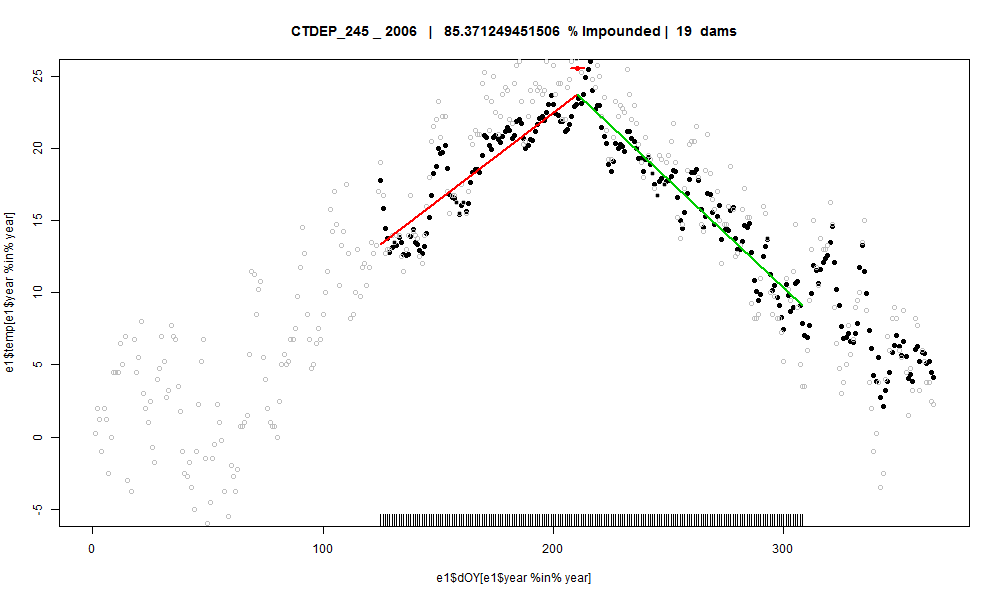 CTDEP_245 _ 2006 | 85.371249451506 % Impounded | 19 dams
e1$temp[e1$year %in% year]
25
20
15
10
5
0
-5
0 100 200 300
e1$dOY[e1$year %in% year]